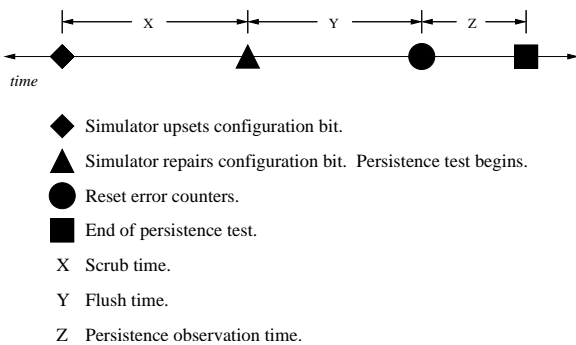 X Y Z
time
Simulator upsets configuration bit.
Simulator repairs configuration bit. Persistence test begins.
Reset error counters.
End of persistence test.
X Scrub time.
Y Flush time.
Z Persistence observation time.